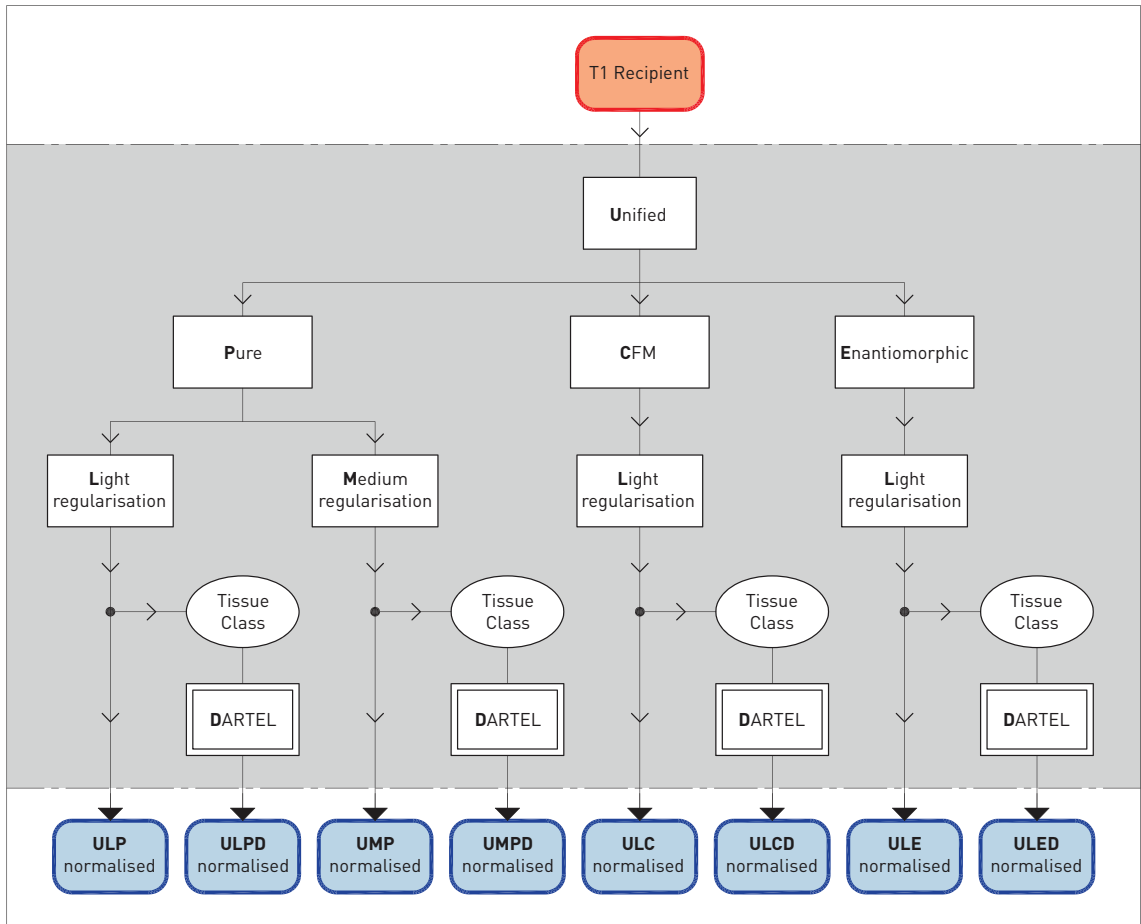 T1 Recipient
Unified
Pure
CFM
Enantiomorphic
Light
regularisation
Medium
regularisation
Light
regularisation
Light
regularisation
Tissue
Class
Tissue
Class
Tissue
Class
Tissue
Class
DARTEL
DARTEL
DARTEL
DARTEL
ULP
normalised
ULPD
normalised
UMP
normalised
UMPD
normalised
ULC
normalised
ULCD
normalised
ULE
normalised
ULED
normalised